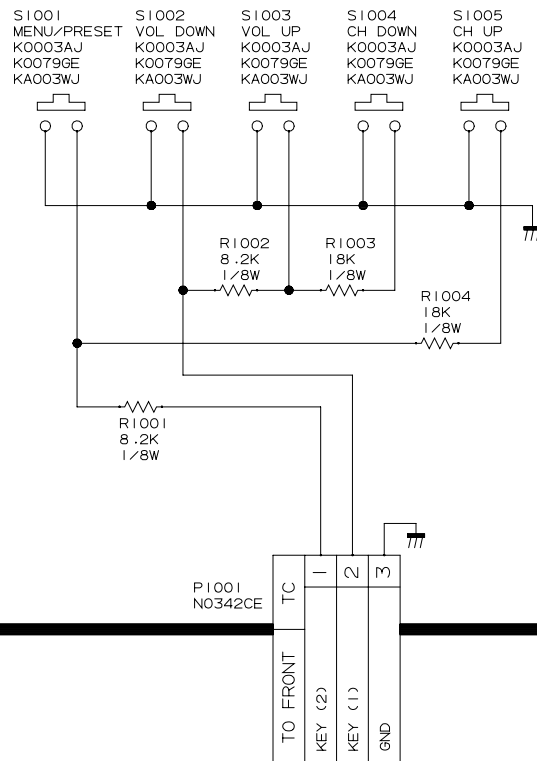 S1001
MENU/PRESET
K0003AJ
K0079GE
KA003WJ
S1002
VOL DOWN
K0003AJ
K0079GE
KA003WJ
S1003
VOL UP
K0003AJ
K0079GE
KA003WJ
S1004
CH DOWN
K0003AJ
K0079GE
KA003WJ
S1005
CH UP
K0003AJ
K0079GE
KA003WJ
R1002
8.2K
1/8W
R1003
18K
1/8W
R1004
18K
1/8W
R1001
8.2K
1/8W
P1001
N0342CE
TC
1
2
3
TO FRONT
KEY (2)
KEY (1)
GND